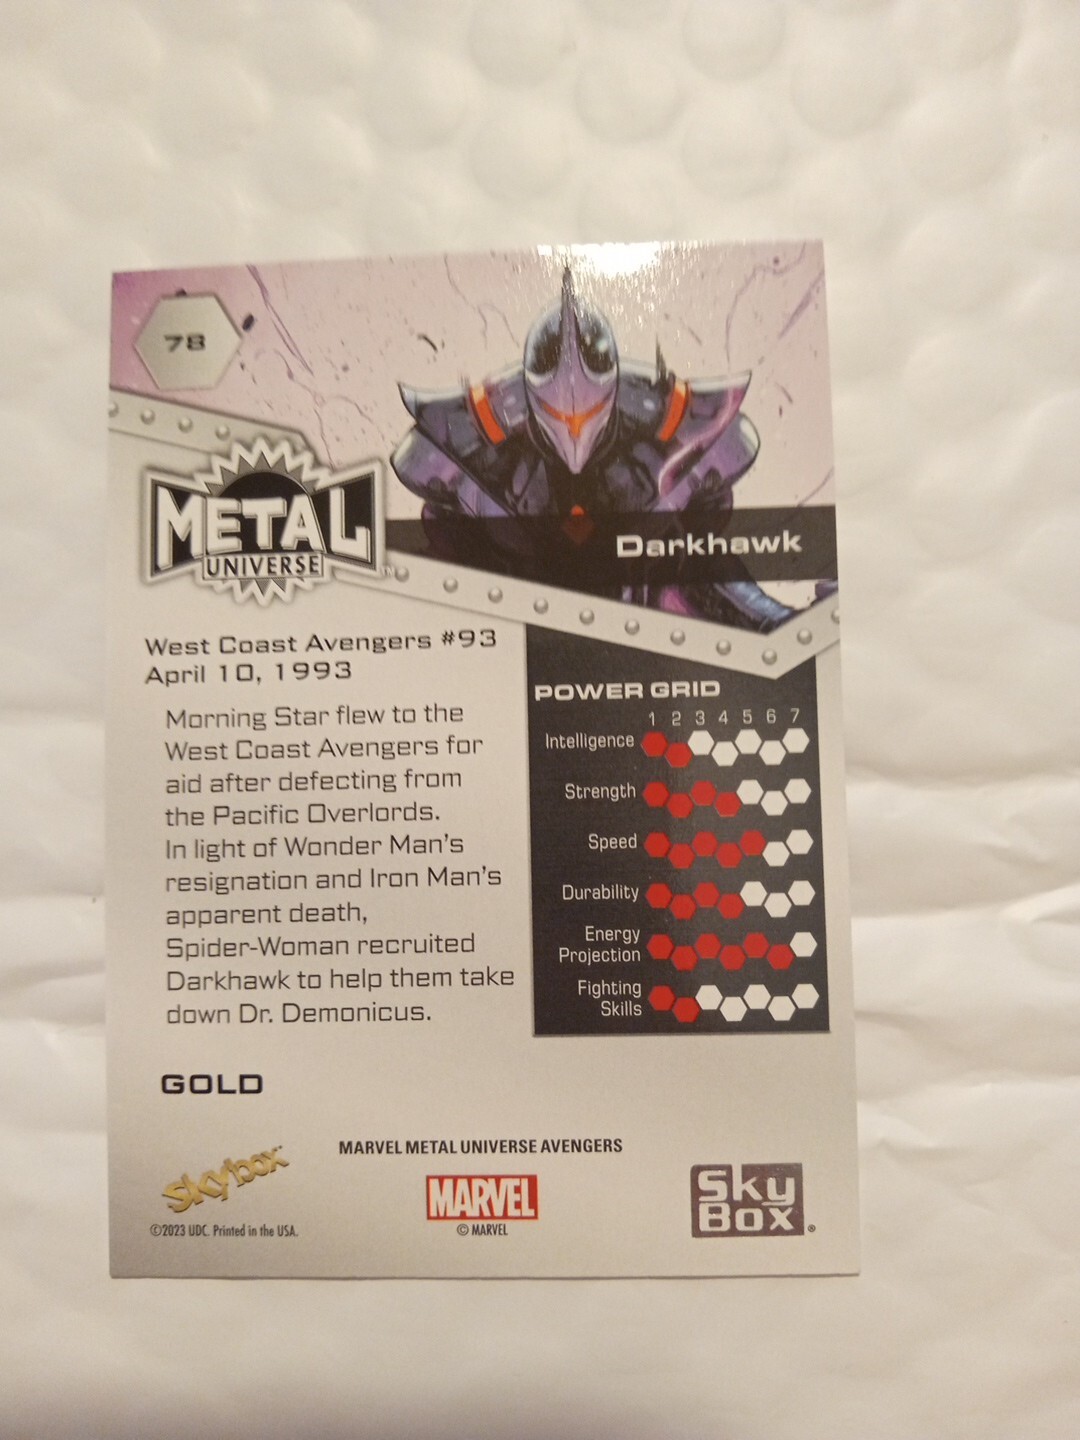 78
METAL
UNIVERSE
TM
Darkhawk
West Coast Avengers #93
April 10, 1993
Morning Star flew to the
West Coast Avengers for
aid after defecting from
the Pacific Overlords.
In light of Wonder Man's
resignation and Iron Man's
apparent death,
Spider-Woman recruited
Darkhawk to help them take
down Dr. Demonicus.
POWER GRID
1 2 3 4 5 6 7
Intelligence
Strength
Speed
Durability
Energy
Projection
Fighting
Skills
GOLD
MARVEL METAL UNIVERSE AVENGERS
skybox
©2023 UDC. Printed in the USA.
MARVEL
© MARVEL
Sky
Box ®